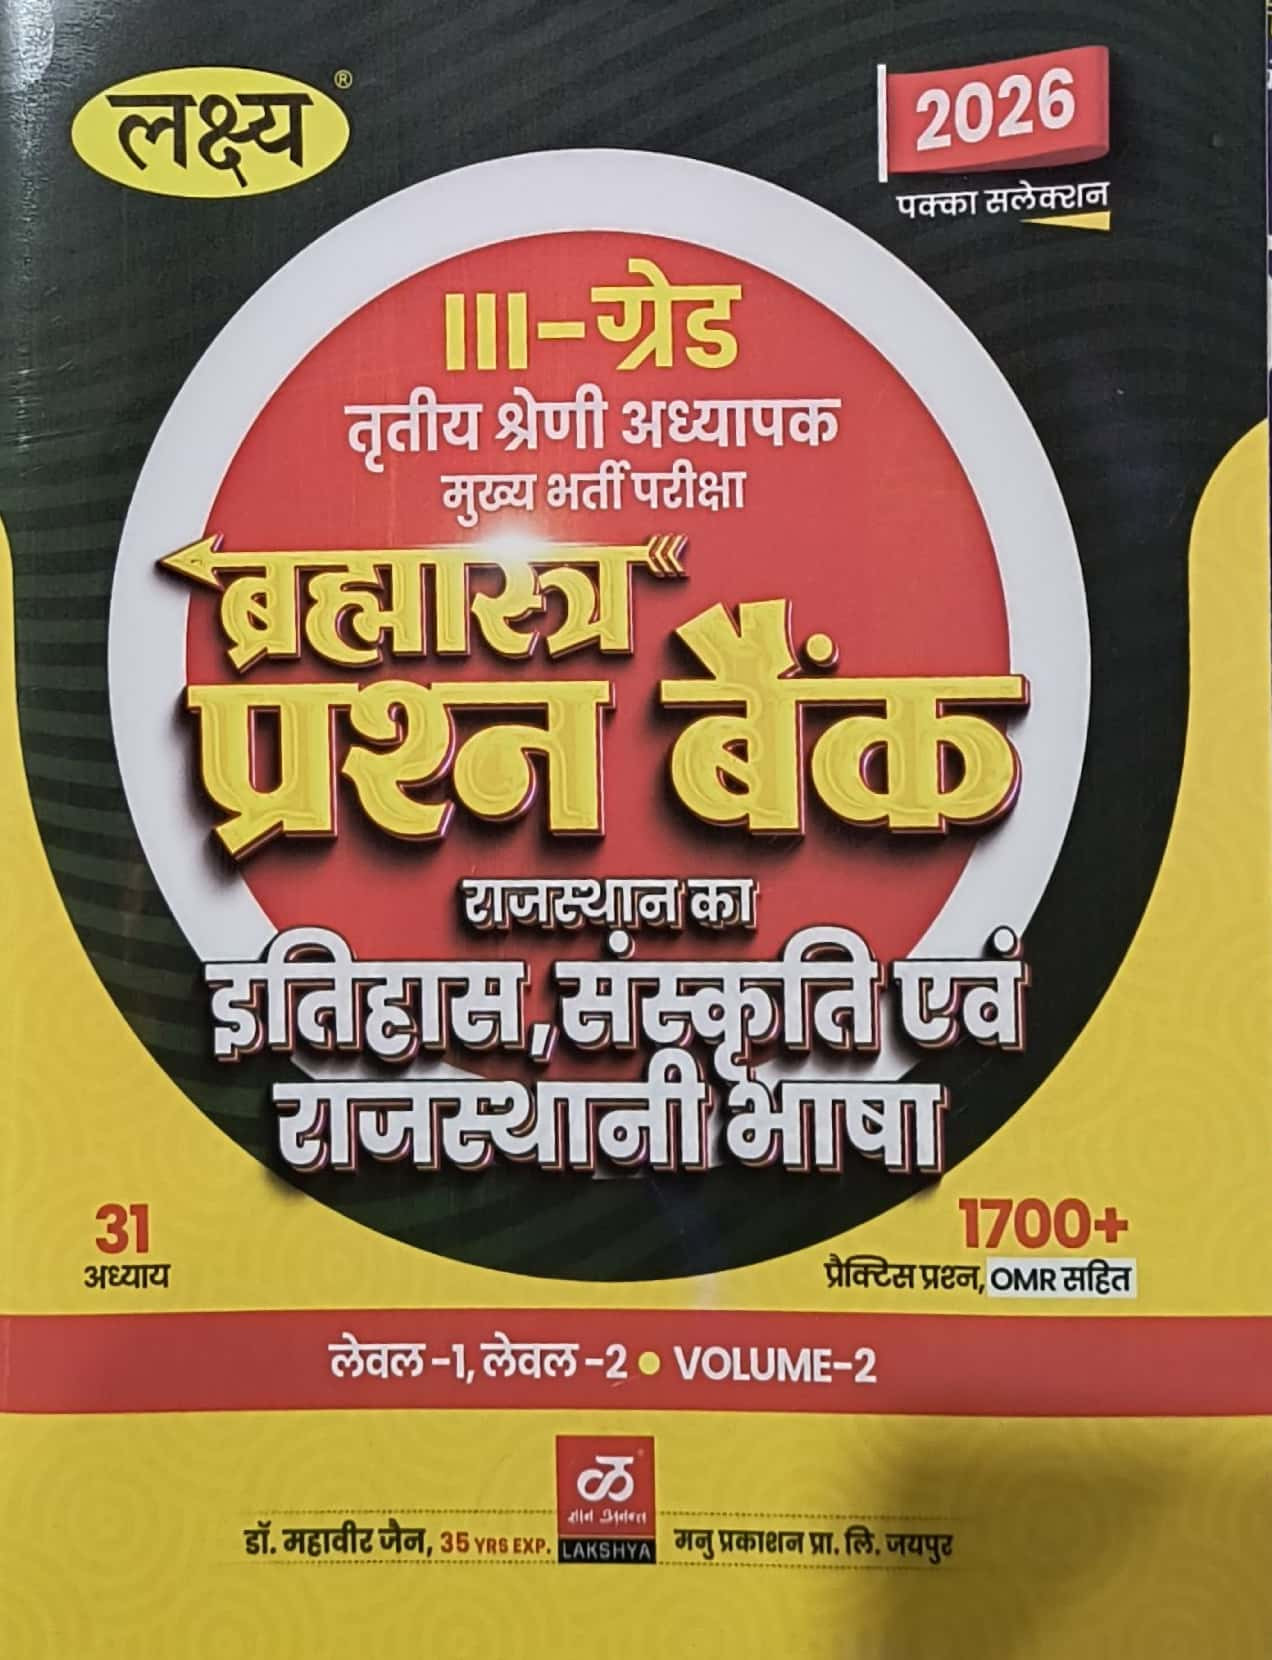 लक्ष्य ®
2026
पक्का सलेक्शन
III-ग्रेड
तृतीय श्रेणी अध्यापक
मुख्य भर्ती परीक्षा
ब्रह्मास्त्र
प्रश्न बैंक
राजस्थान का
इतिहास, संस्कृति एवं
राजस्थानी भाषा
31
अध्याय
1700+
प्रैक्टिस प्रश्न, OMR सहित
लेवल -1, लेवल -2 • VOLUME-2
ळ
ज्ञान अनन्त
डॉ. महावीर जैन, 35 YRS EXP. LAKSHYA मनु प्रकाशन प्रा. लि. जयपुर